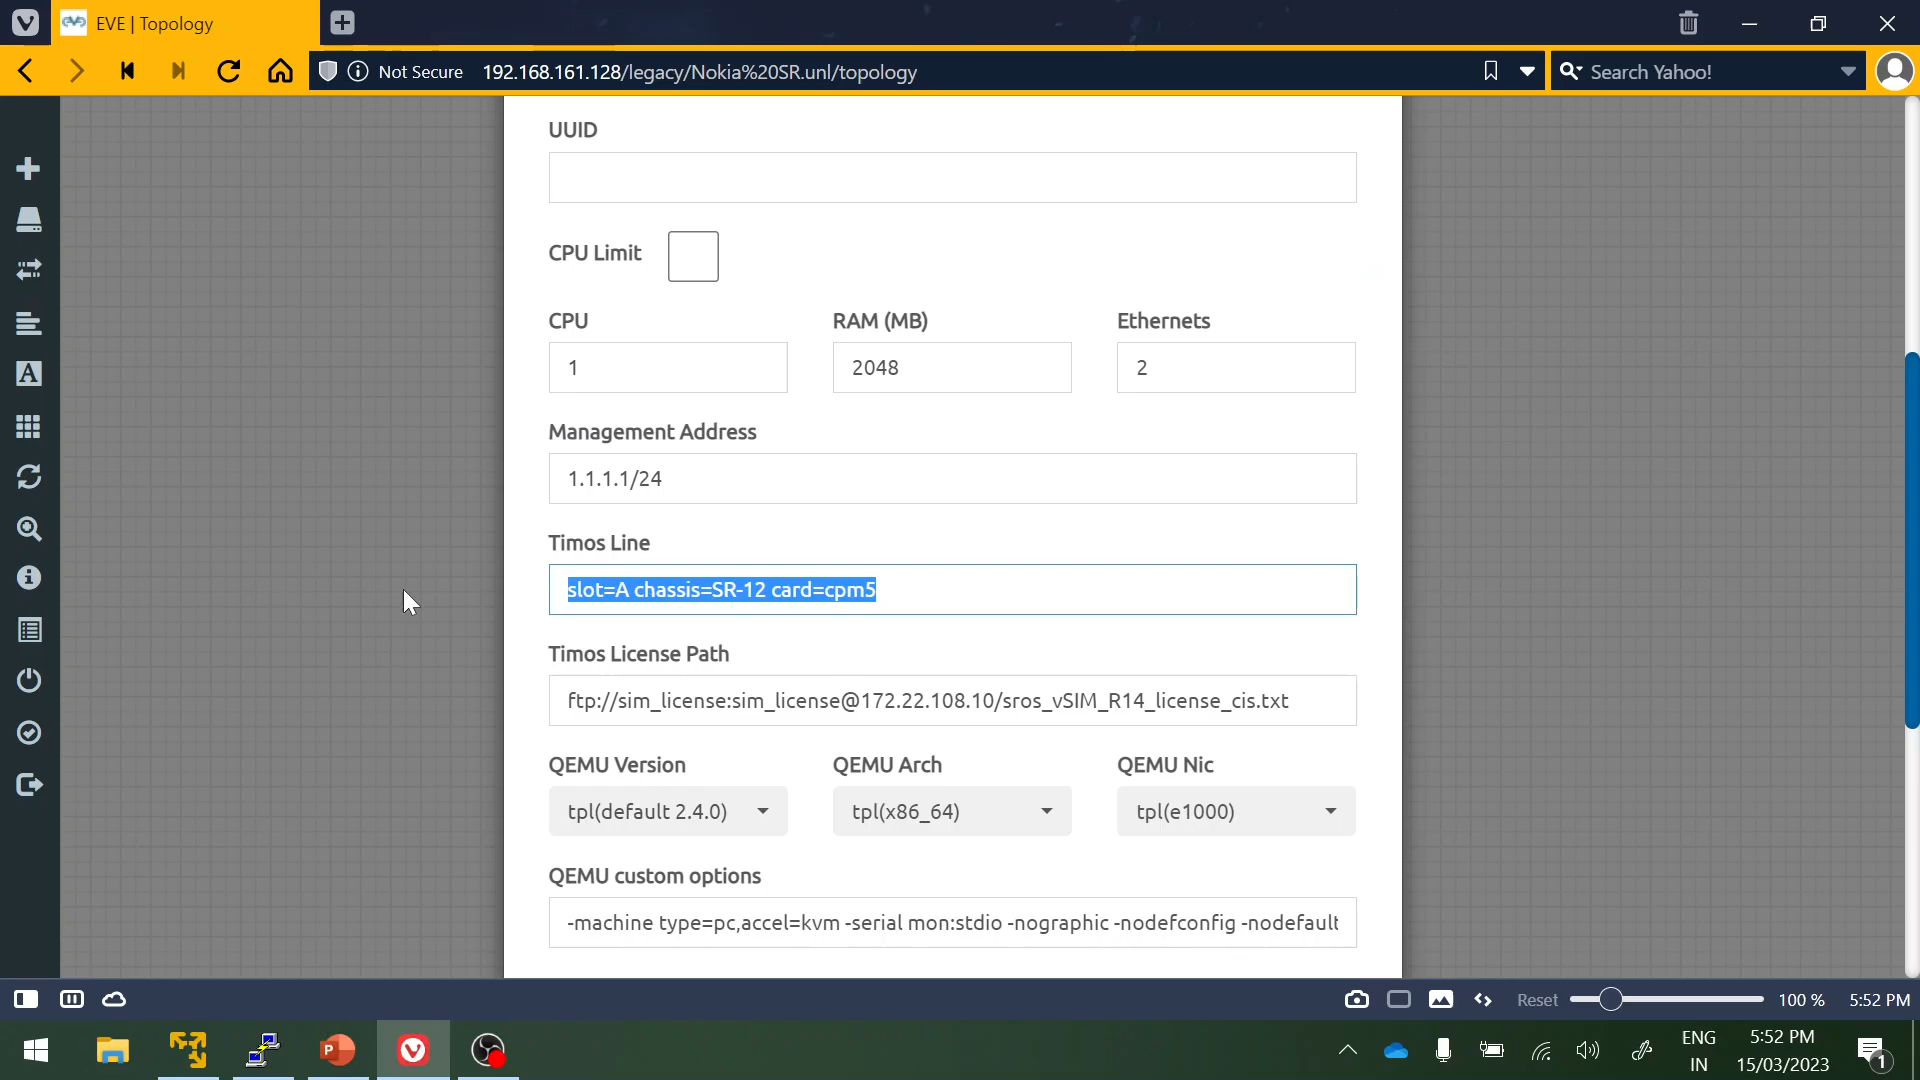 EVE | Topology
Not Secure 192.168.161.128/legacy/Nokia%20SR.unl/topology
Search Yahoo!
UUID
CPU Limit
CPU RAM (MB) Ethernets
1 2048 2
Management Address
1.1.1.1/24
Timos Line
slot=A chassis=SR-12 card=cpm5
Timos License Path
ftp://sim_license:sim_license@172.22.108.10/sros_vSIM_R14_license_cis.txt
QEMU Version QEMU Arch QEMU Nic
tpl(default 2.4.0) tpl(x86_64) tpl(e1000)
QEMU custom options
-machine type=pc,accel=kvm -serial mon:stdio -nographic -nodefconfig -nodefault
Reset 100 % 5:52 PM
ENG 5:52 PM
IN 15/03/2023 1